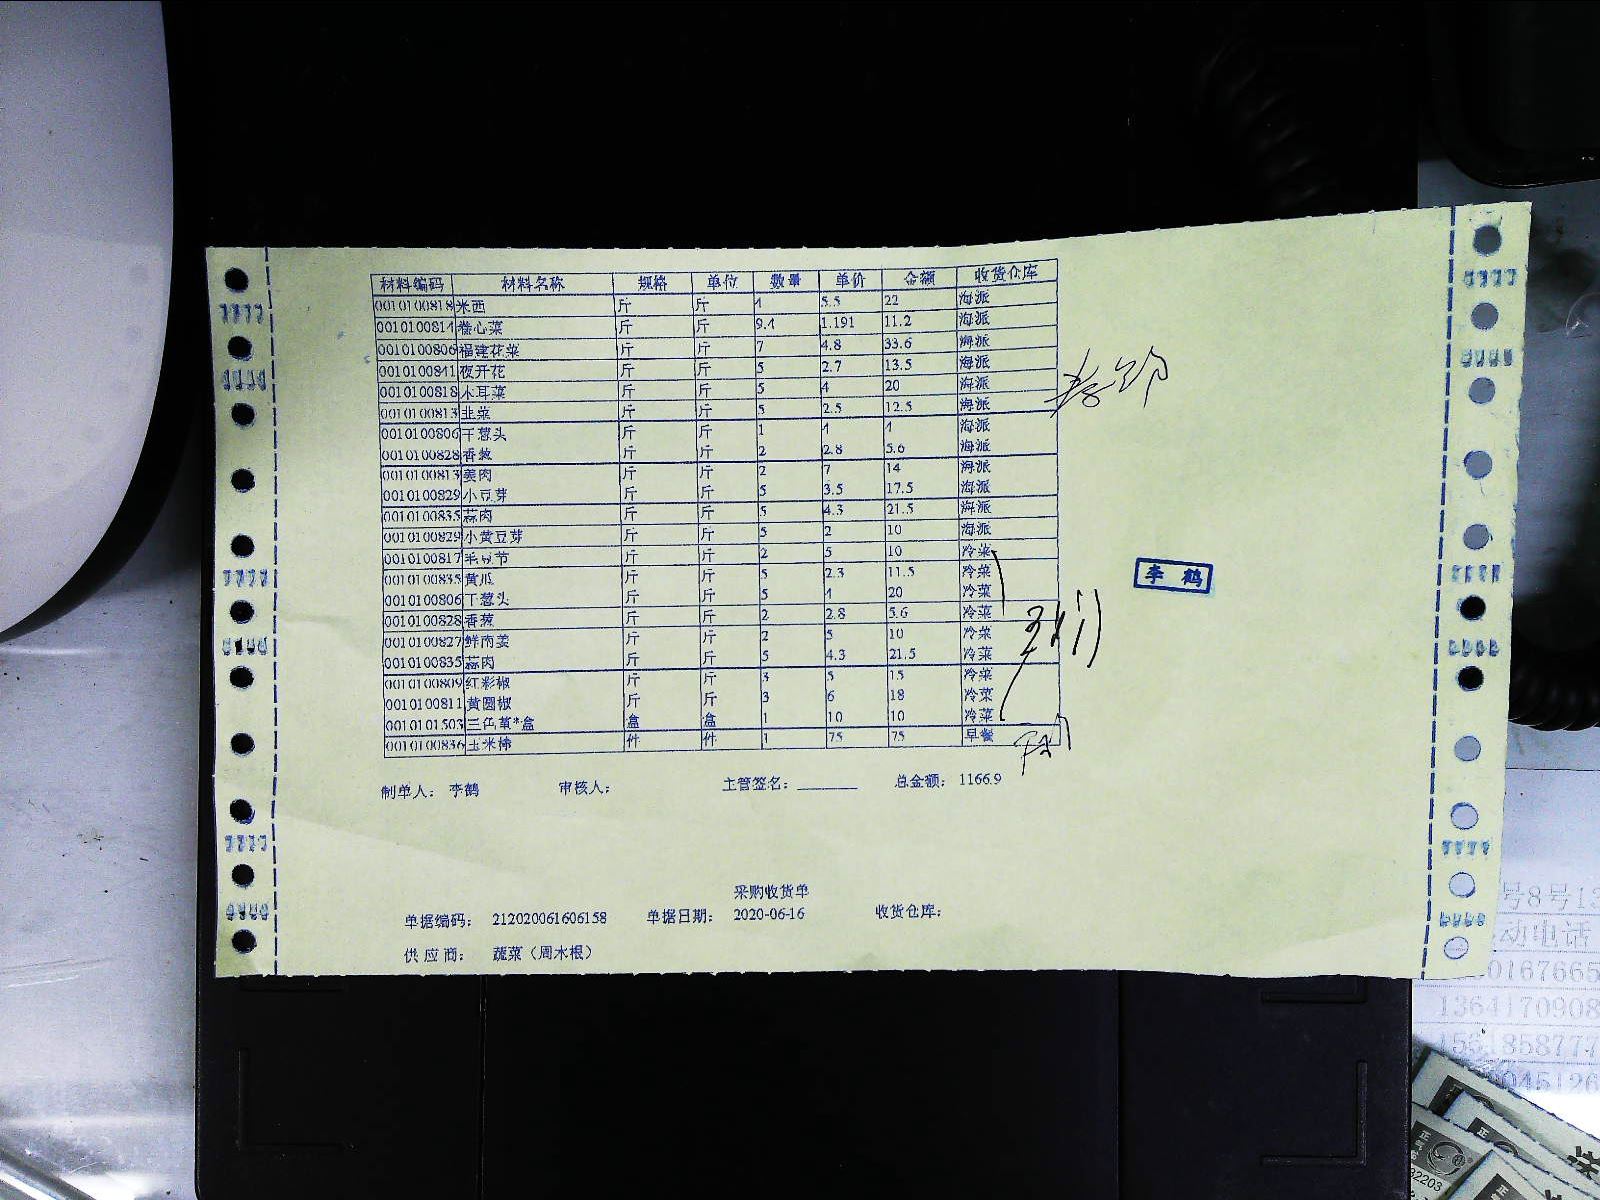 材料编码 材料名称 规格 单位 数量 单价 金额 收货仓库
0010100818 米西 斤 斤 4 5.5 22 海派
0010100814 卷心菜 斤 斤 9.4 1.191 11.2 海派
0010100806 福建花菜 斤 斤 7 4.8 33.6 海派
0010100841 夜开花 斤 斤 5 2.7 13.5 海派
0010100818 木耳菜 斤 斤 5 4 20 海派
0010100813 韭菜 斤 斤 5 2.5 12.5 海派
0010100806 干葱头 斤 斤 1 4 4 海派
0010100828 香葱 斤 斤 2 2.8 5.6 海派
0010100813 姜肉 斤 斤 2 7 14 海派
0010100829 小豆芽 斤 斤 5 3.5 17.5 海派
0010100835 蒜肉 斤 斤 5 4.3 21.5 海派
0010100829 小黄豆芽 斤 斤 5 2 10 海派
0010100817 毛豆节 斤 斤 2 5 10 冷菜
0010100835 黄瓜 斤 斤 5 2.3 11.5 冷菜
0010100806 干葱头 斤 斤 5 4 20 冷菜
0010100828 香葱 斤 斤 2 2.8 5.6 冷菜
0010100827 鲜南姜 斤 斤 2 5 10 冷菜
0010100835 蒜肉 斤 斤 5 4.3 21.5 冷菜
0010100809 红彩椒 斤 斤 3 5 15 冷菜
0010100811 黄圆椒 斤 斤 3 6 18 冷菜
0010101503 三色堇*盒 盒 盒 1 10 10 冷菜
0010100836 玉米棒 件 件 1 75 75 早餐
李 鹤
制单人： 李鹤 审核人： 主管签名： 总金额： 1166.9
采购收货单
单据编码： 212020061606158 单据日期： 2020-06-16 收货仓库：
供应商： 蔬菜（周木根）
号8号13
动电话
0167665
1364170908